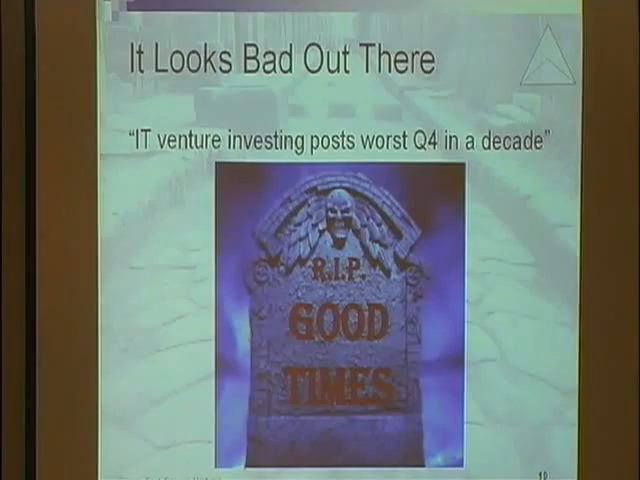 It Looks Bad Out There
“IT venture investing posts worst Q4 in a decade”
R.I.P.
GOOD
TIMES